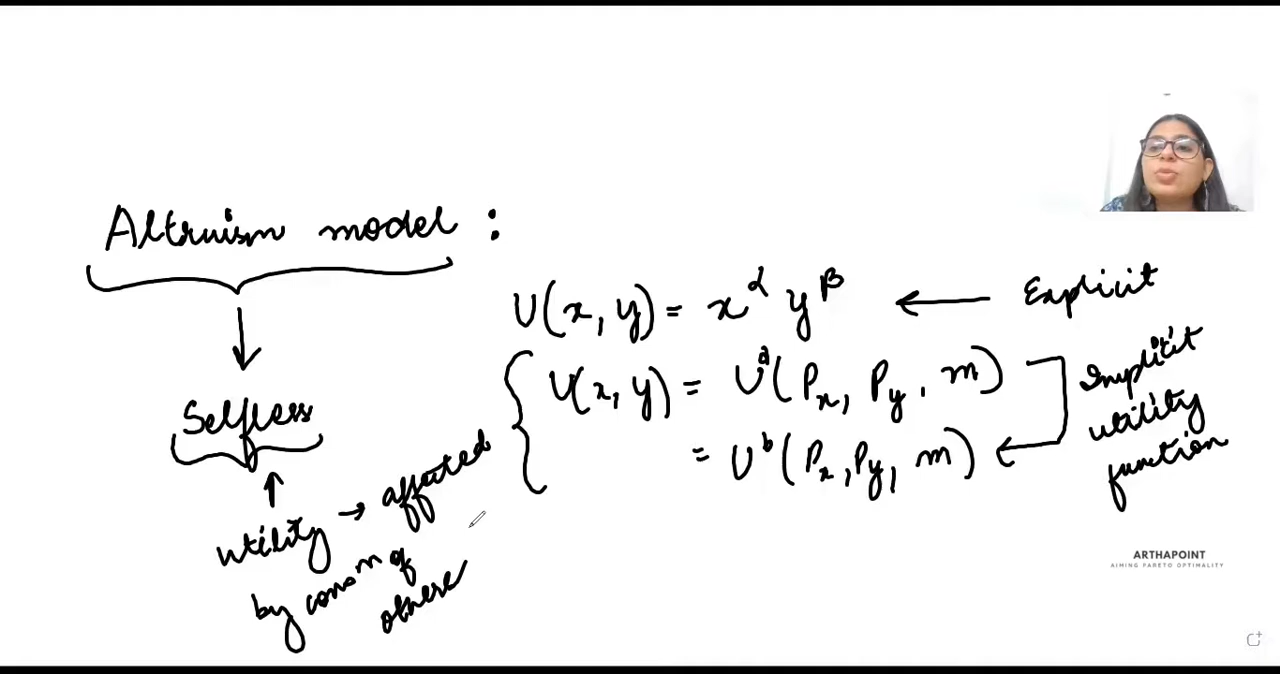 Altruism model :
U(x, y) = x^α y^β ← Explicit
U(x, y) = U^a (Px, Py, m)
= U^b (Px, Py, m)
Implicit
utility
function
Selfless
utility → affected
by consm of
others
ARTHAPOINT
AIMING PARETO OPTIMALITY